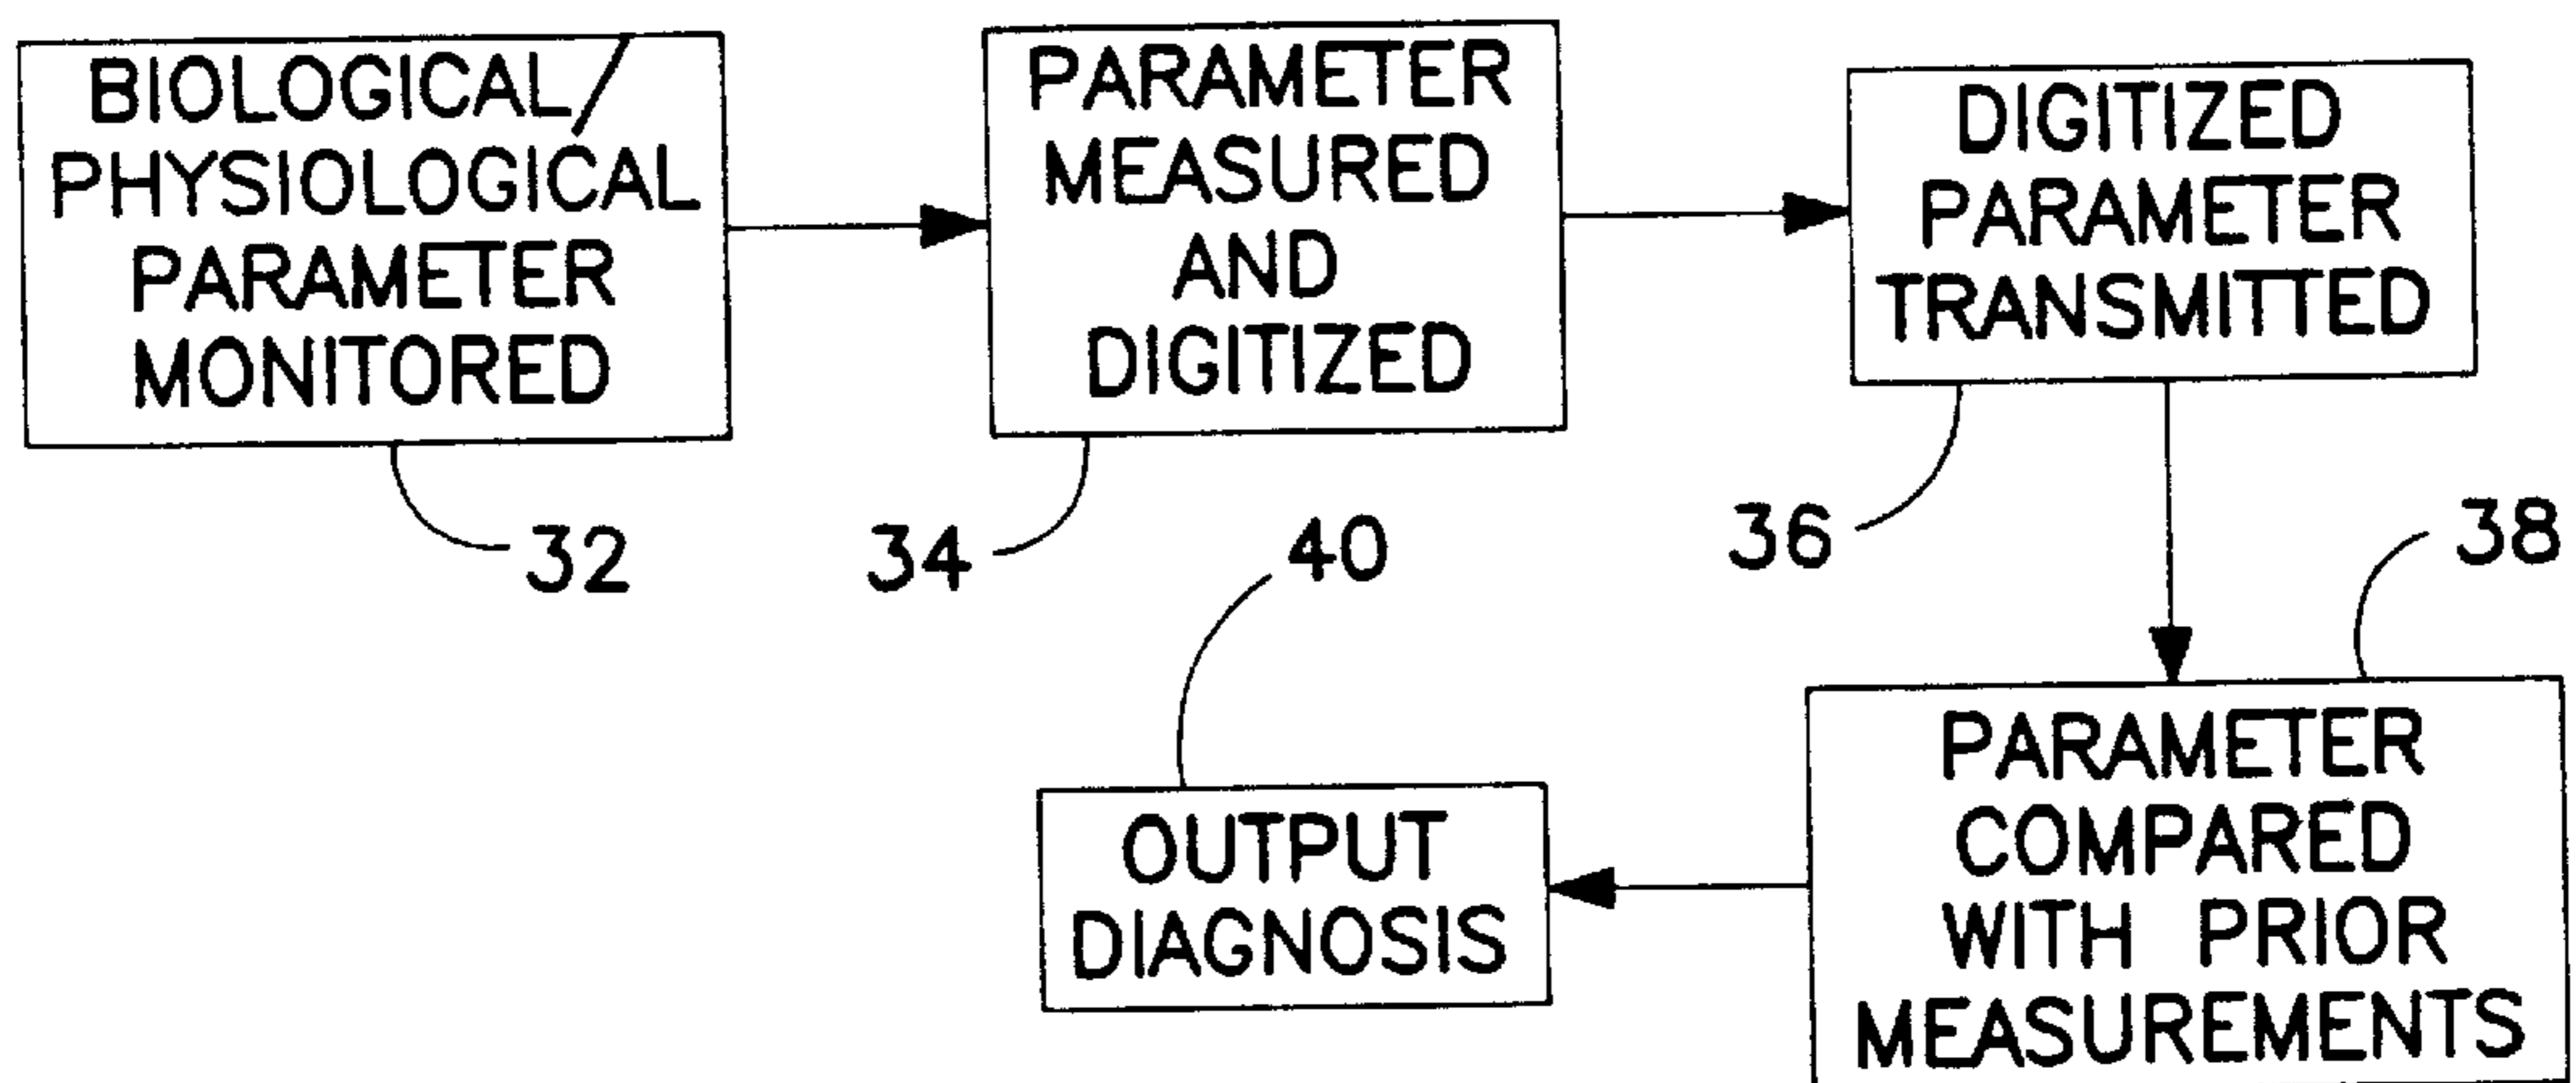 BIOLOGICAL/
PHYSIOLOGICAL
PARAMETER
MONITORED
32
PARAMETER
MEASURED
AND
DIGITIZED
34
DIGITIZED
PARAMETER
TRANSMITTED
36
PARAMETER
COMPARED
WITH PRIOR
MEASUREMENTS
38
OUTPUT
DIAGNOSIS
40